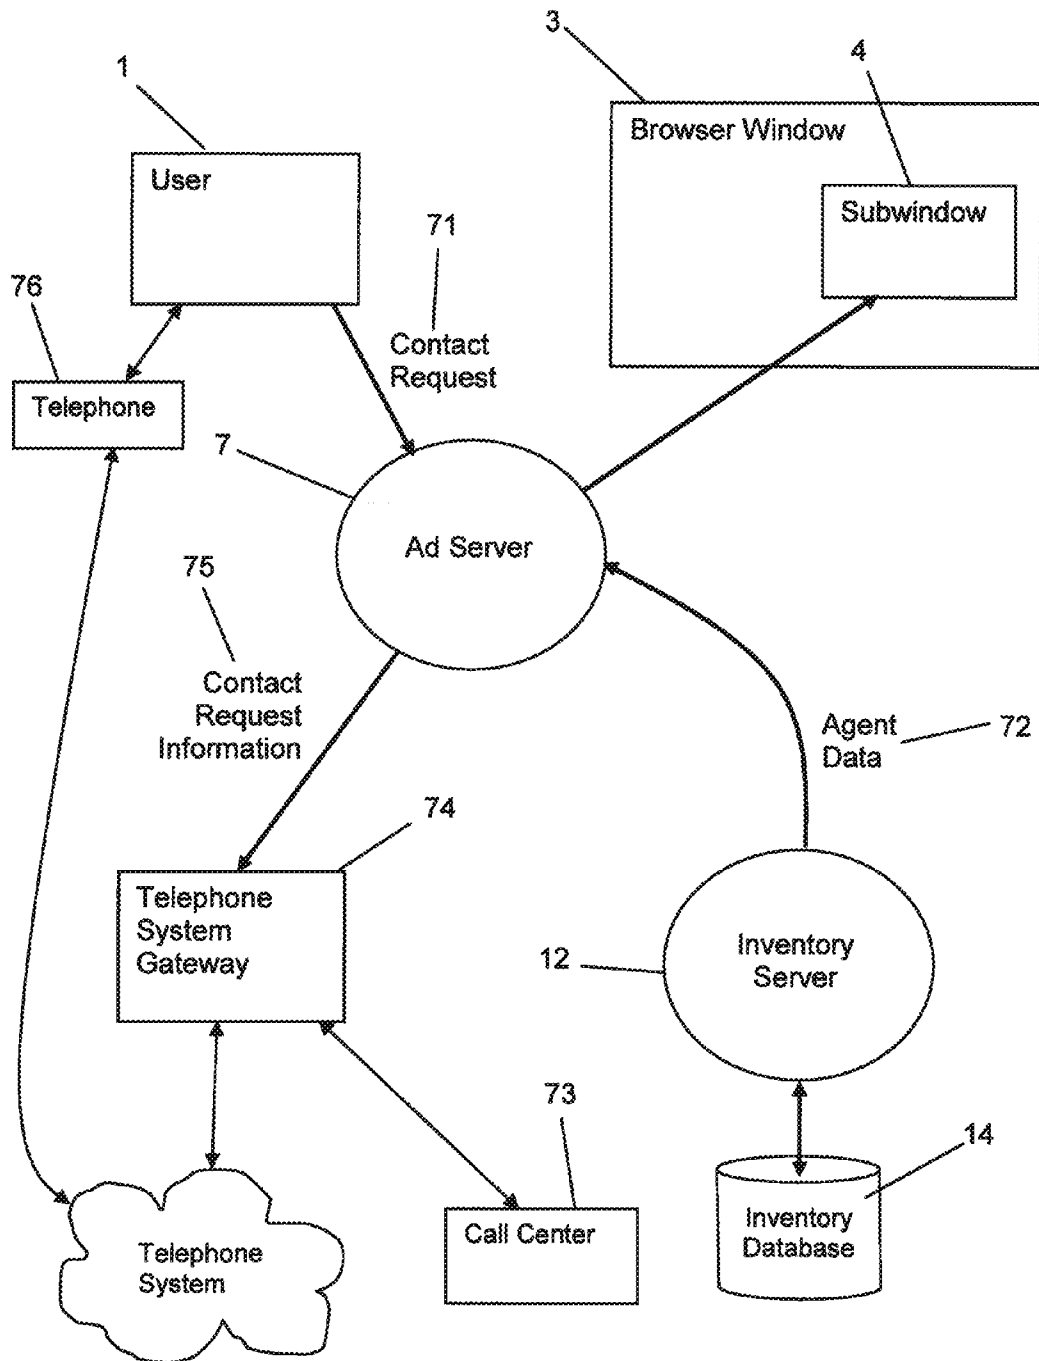 3
4
1
Browser Window
User
Subwindow
71
76
Contact
Request
Telephone
7
Ad Server
75
Contact
Request
Information
Agent
Data
72
74
Telephone
System
Gateway
12
Inventory
Server
73
14
Call Center
Inventory
Database
Telephone
System